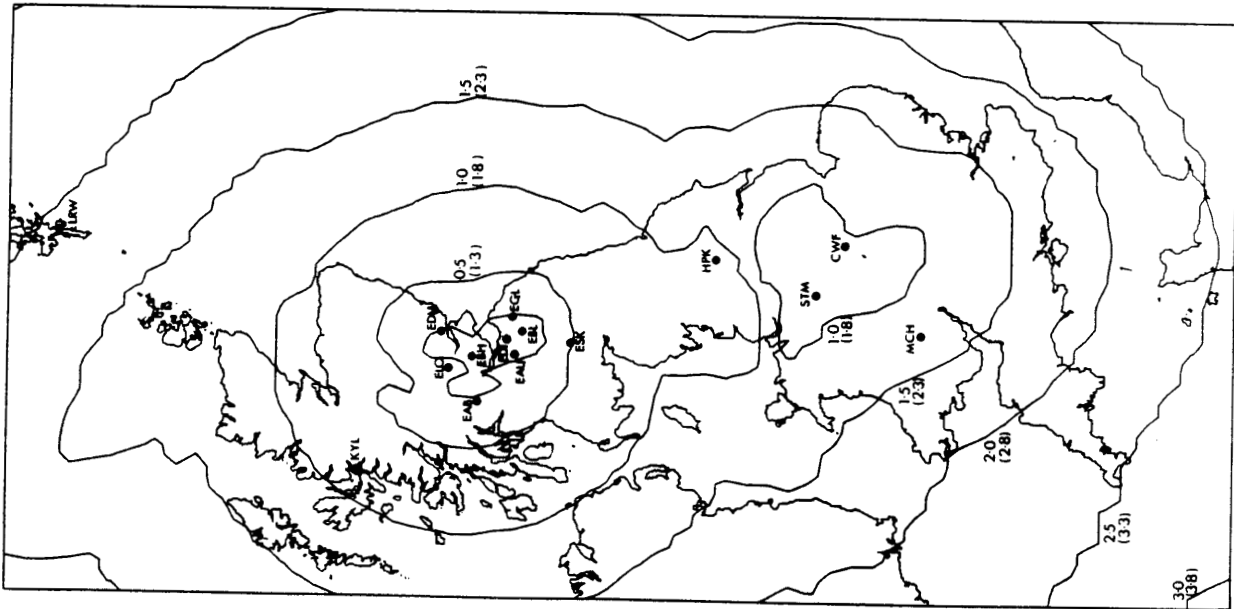 LRW
1·5
(2·3)
1·0
(1·8)
0·5
(1·3)
KYL
EDU
ELO
EBH
EGL
EBL
EAU
EAB
ESK
HPK
CWF
STM
1·0
(1·8)
MCH
1·5
(2·3)
2·0
(2·8)
2·5
(3·3)
3·0
(3·8)